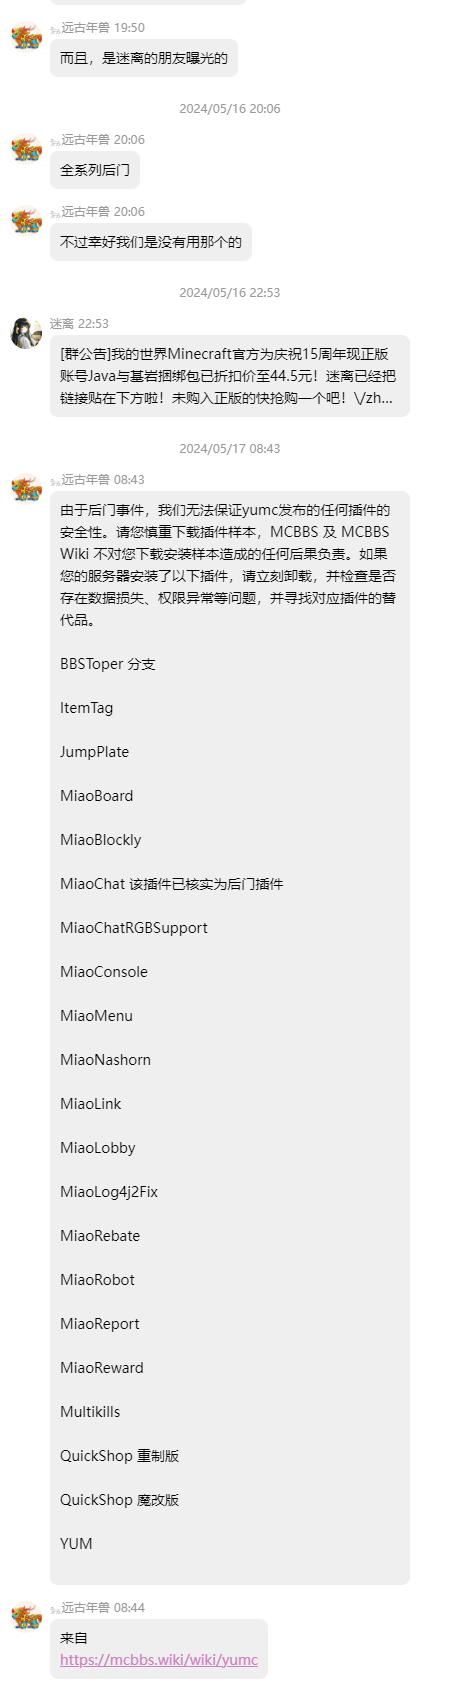 远古年兽 19:50
而且，是迷离的朋友曝光的
2024/05/16 20:06
远古年兽 20:06
全系列后门
远古年兽 20:06
不过幸好我们是没有用那个的
2024/05/16 22:53
迷离 22:53
[群公告]我的世界Minecraft官方为庆祝15周年现正版
账号Java与基岩捆绑包已折扣价至44.5元！迷离已经把
链接贴在下方啦！未购入正版的快抢购一个吧！\/zh...
2024/05/17 08:43
远古年兽 08:43
由于后门事件，我们无法保证yumc发布的任何插件的
安全性。请您慎重下载插件样本，MCBBS 及 MCBBS
Wiki 不对您下载安装样本造成的任何后果负责。如果
您的服务器安装了以下插件，请立刻卸载，并检查是否
存在数据损失、权限异常等问题，并寻找对应插件的替
代品。
BBSToper 分支
ItemTag
JumpPlate
MiaoBoard
MiaoBlockly
MiaoChat 该插件已核实为后门插件
MiaoChatRGBSupport
MiaoConsole
MiaoMenu
MiaoNashorn
MiaoLink
MiaoLobby
MiaoLog4j2Fix
MiaoRebate
MiaoRobot
MiaoReport
MiaoReward
Multikills
QuickShop 重制版
QuickShop 魔改版
YUM
远古年兽 08:44
来自
https://mcbbs.wiki/wiki/yumc